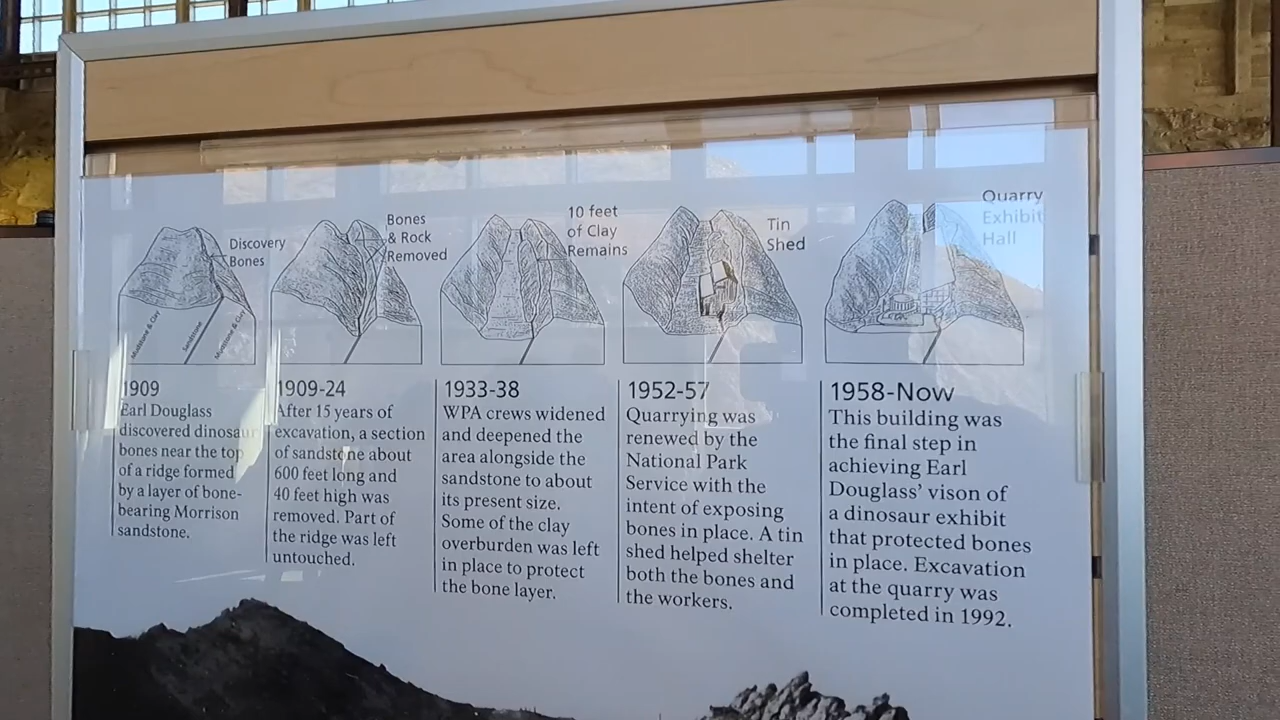 Discovery
Bones
Mudstone & Clay
Sandstone
Mudstone & Clay
1909
Earl Douglass
discovered dinosaur
bones near the top
of a ridge formed
by a layer of bone-
bearing Morrison
sandstone.
Bones
& Rock
Removed
1909-24
After 15 years of
excavation, a section
of sandstone about
600 feet long and
40 feet high was
removed. Part of
the ridge was left
untouched.
10 feet
of Clay
Remains
1933-38
WPA crews widened
and deepened the
area alongside the
sandstone to about
its present size.
Some of the clay
overburden was left
in place to protect
the bone layer.
Tin
Shed
1952-57
Quarrying was
renewed by the
National Park
Service with the
intent of exposing
bones in place. A tin
shed helped shelter
both the bones and
the workers.
Quarry
Exhibit
Hall
1958-Now
This building was
the final step in
achieving Earl
Douglass' vison of
a dinosaur exhibit
that protected bones
in place. Excavation
at the quarry was
completed in 1992.